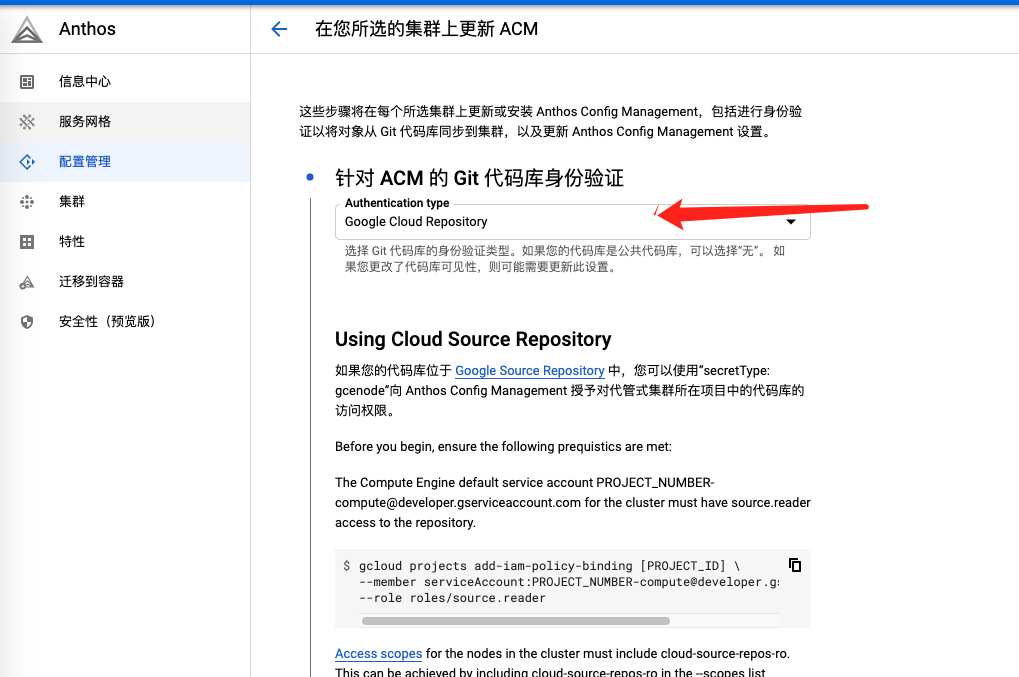 Anthos
在您所选的集群上更新 ACM
信息中心
服务网格
配置管理
集群
特性
迁移到容器
安全性（预览版）
这些步骤将在每个所选集群上更新或安装 Anthos Config Management，包括进行身份验
证以将对象从 Git 代码库同步到集群，以及更新 Anthos Config Management 设置。
针对 ACM 的 Git 代码库身份验证
Authentication type
Google Cloud Repository
选择 Git 代码库的身份验证类型。如果您的代码库是公共代码库，可以选择“无”。 如
果您更改了代码库可见性，则可能需要更新此设置。
Using Cloud Source Repository
如果您的代码库位于 Google Source Repository 中，您可以使用“secretType:
gcenode”向 Anthos Config Management 授予对代管式集群所在项目中的代码库的
访问权限。
Before you begin, ensure the following prequistics are met:
The Compute Engine default service account PROJECT_NUMBER-
compute@developer.gserviceaccount.com for the cluster must have source.reader
access to the repository.
$ gcloud projects add-iam-policy-binding [PROJECT_ID] \
--member serviceAccount:PROJECT_NUMBER-compute@developer.gs
--role roles/source.reader
Access scopes for the nodes in the cluster must include cloud-source-repos-ro.
This can be achieved by including cloud-source-repos-ro in the --scopes list